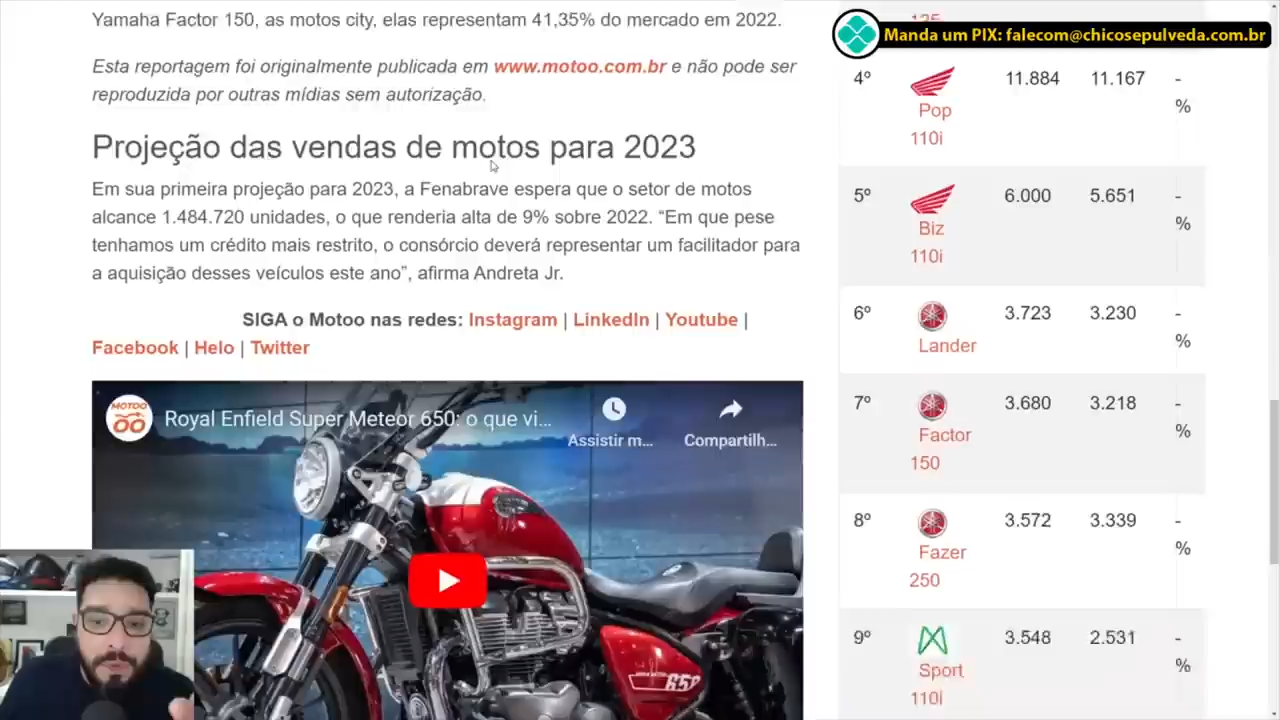 Yamaha Factor 150, as motos city, elas representam 41,35% do mercado em 2022.
Esta reportagem foi originalmente publicada em www.motoo.com.br e não pode ser
reproduzida por outras mídias sem autorização.
Projeção das vendas de motos para 2023
Em sua primeira projeção para 2023, a Fenabrave espera que o setor de motos
alcance 1.484.720 unidades, o que renderia alta de 9% sobre 2022. “Em que pese
tenhamos um crédito mais restrito, o consórcio deverá representar um facilitador para
a aquisição desses veículos este ano”, afirma Andreta Jr.
SIGA o Motoo nas redes: Instagram | LinkedIn | Youtube |
Facebook | Helo | Twitter
MOTOO
Royal Enfield Super Meteor 650: o que vi...
Assistir m...
Compartilh...
650
Manda um PIX: falecom@chicosepulveda.com.br
4º 11.884 11.167 -
%
Pop
110i
5º 6.000 5.651 -
%
Biz
110i
6º 3.723 3.230 -
%
Lander
7º 3.680 3.218 -
%
Factor
150
8º 3.572 3.339 -
%
Fazer
250
9º 3.548 2.531 -
%
Sport
110i